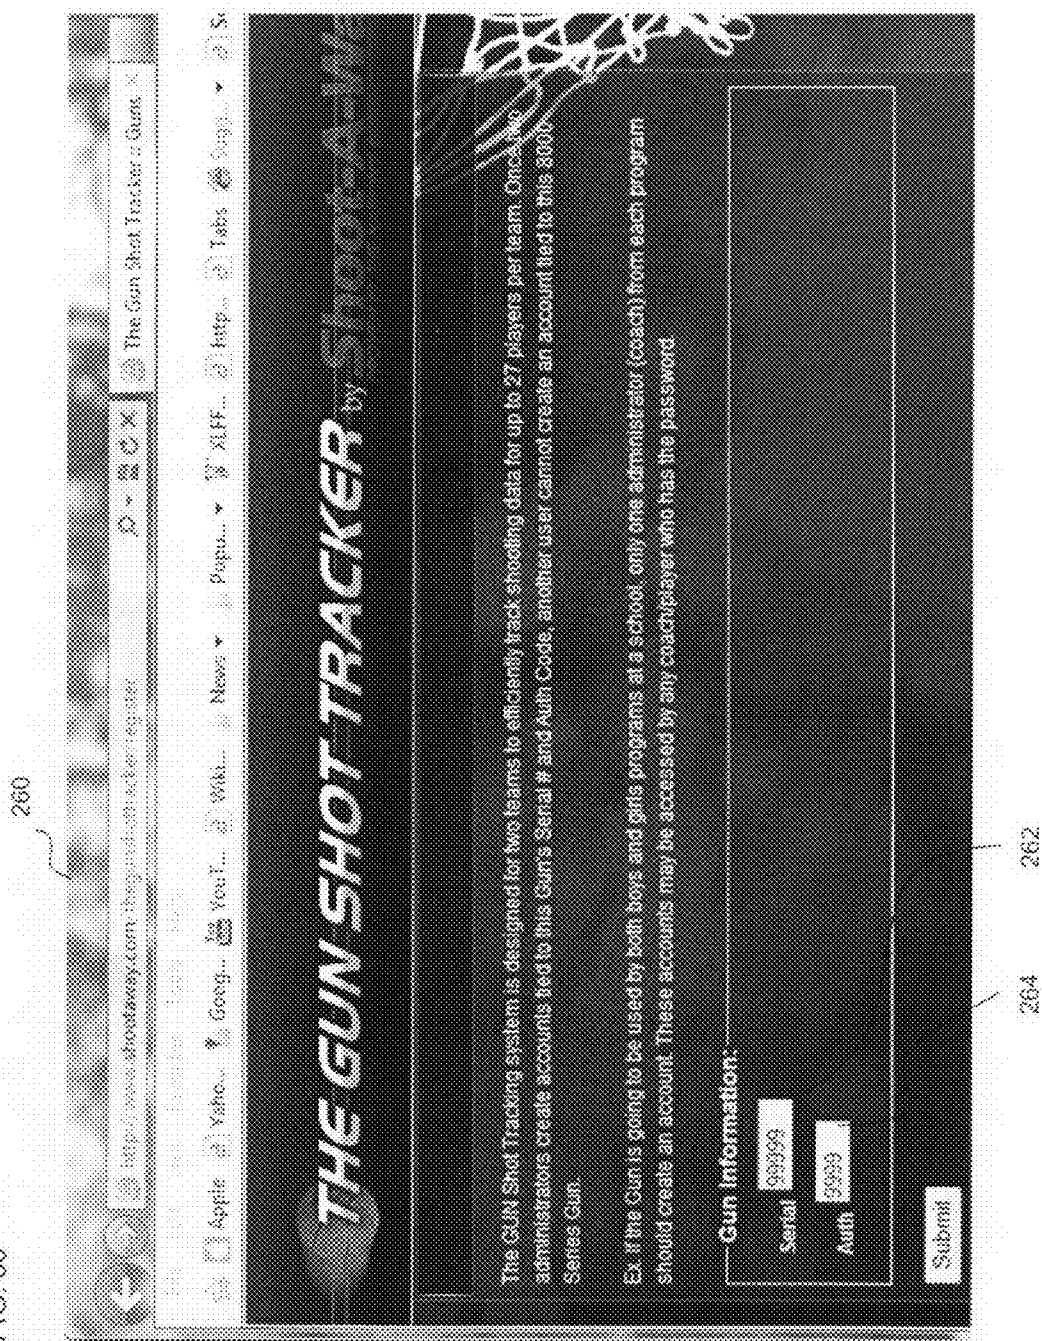 260
The Gun Shot Tracker :: Guns
Apple Yaho... Goog... YouT... Wiki... News Popu... XLFF... http... Tabs
THE GUN SHOT TRACKER by Shoot-A-Way
The GUN Shot Tracking system is designed for two teams to efficiently track shooting data for up to 27 players per team. Once two
administrators create accounts tied to this Gun's Serial # and Auth Code, another user cannot create an account tied to this 8000
Series Gun.
Ex. If the Gun is going to be used by both boys and girls programs at a school, only one administrator (coach) from each program
should create an account. These accounts may be accessed by any coach/player who has the password.
Gun Information:
Serial 99999
Auth 9999
Submit
264
262